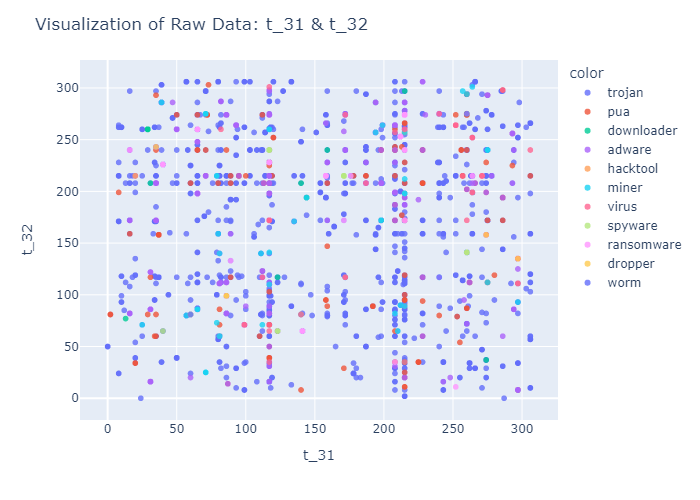 Visualization of Raw Data: t_31 & t_32
color
trojan
pua
downloader
adware
hacktool
miner
virus
spyware
ransomware
dropper
worm
t_32
300
250
200
150
100
50
0
0 50 100 150 200 250 300
t_31